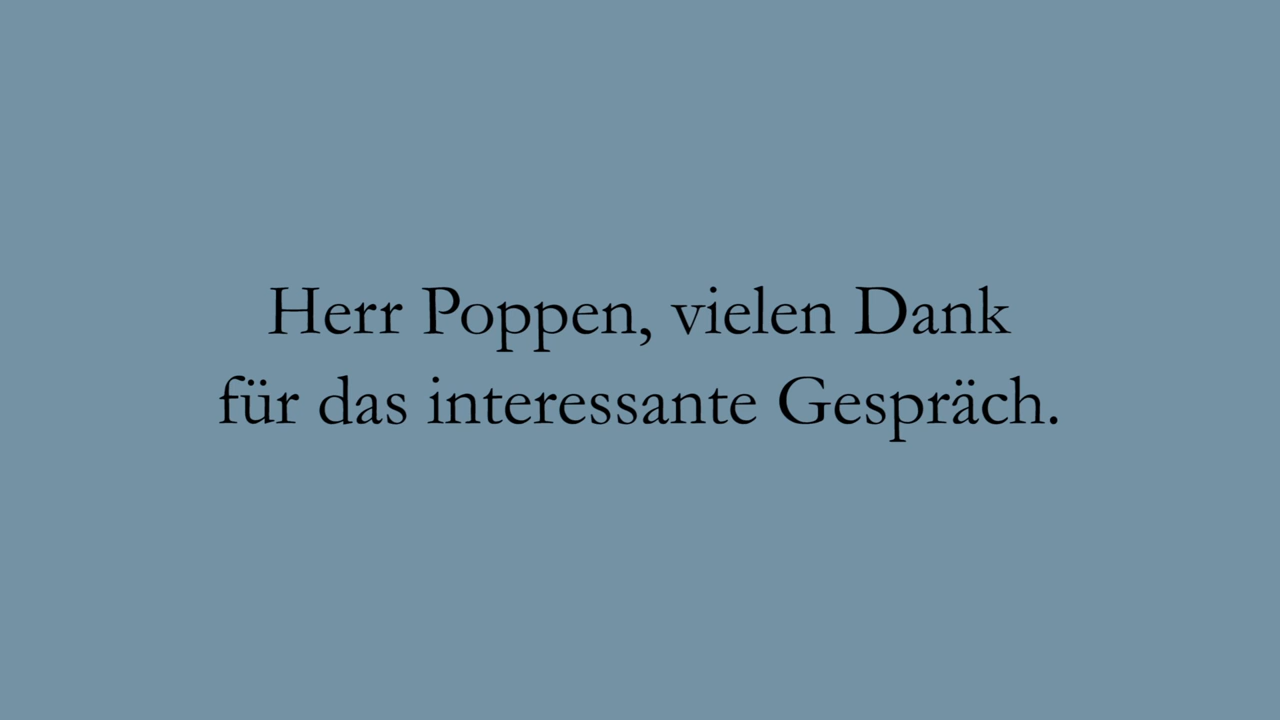 Herr Poppen, vielen Dank
für das interessante Gespräch.